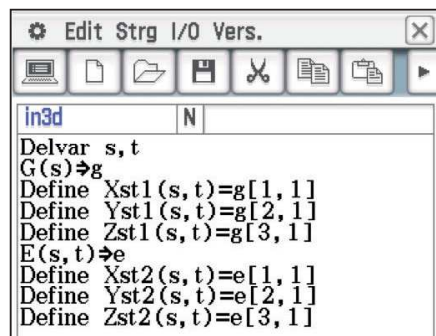 Edit Strg I/O Vers.
in3d N
Delvar s,t
G(s)⇒g
Define Xst1(s,t)=g[1,1]
Define Yst1(s,t)=g[2,1]
Define Zst1(s,t)=g[3,1]
E(s,t)⇒e
Define Xst2(s,t)=e[1,1]
Define Yst2(s,t)=e[2,1]
Define Zst2(s,t)=e[3,1]